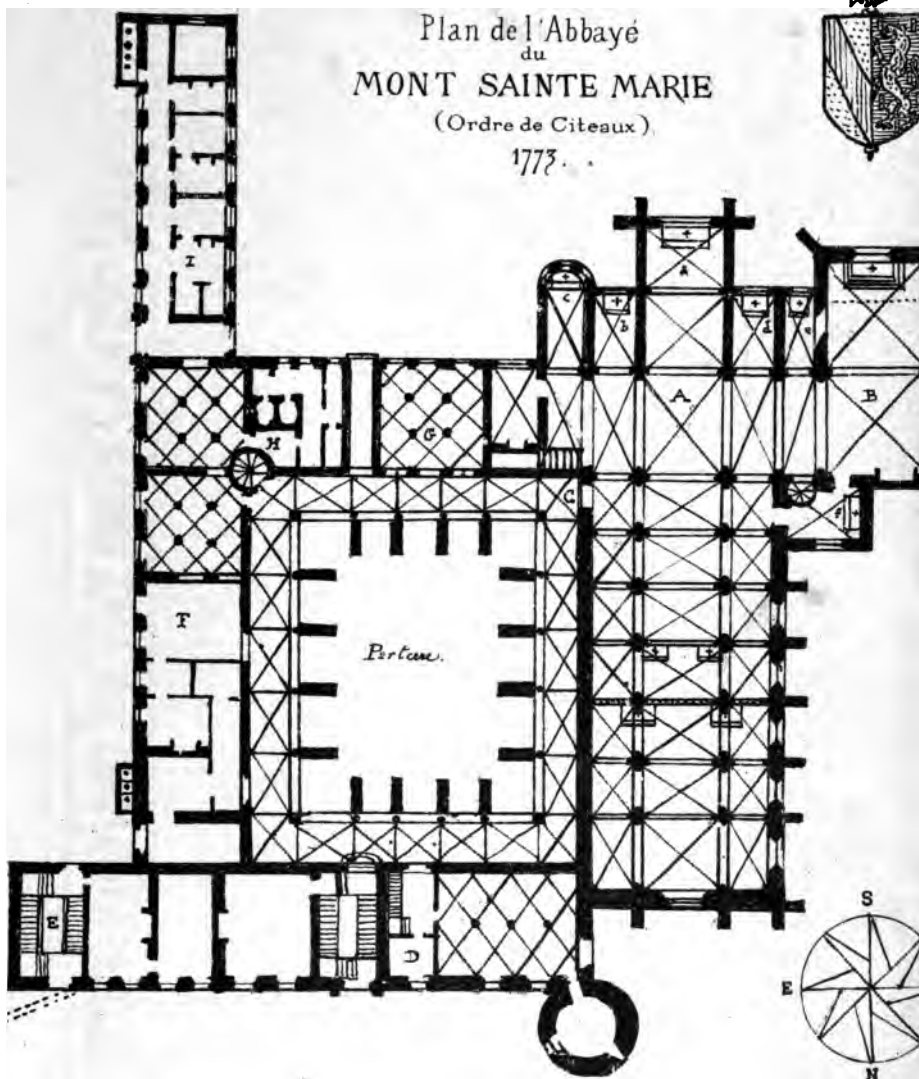 Plan de l'Abbayé
du
MONT SAINTE MARIE
(Ordre de Citeaux)
1773.
I
a
c
b
d
e
A
B
H
G
C
f
T
E
D
S
E
N